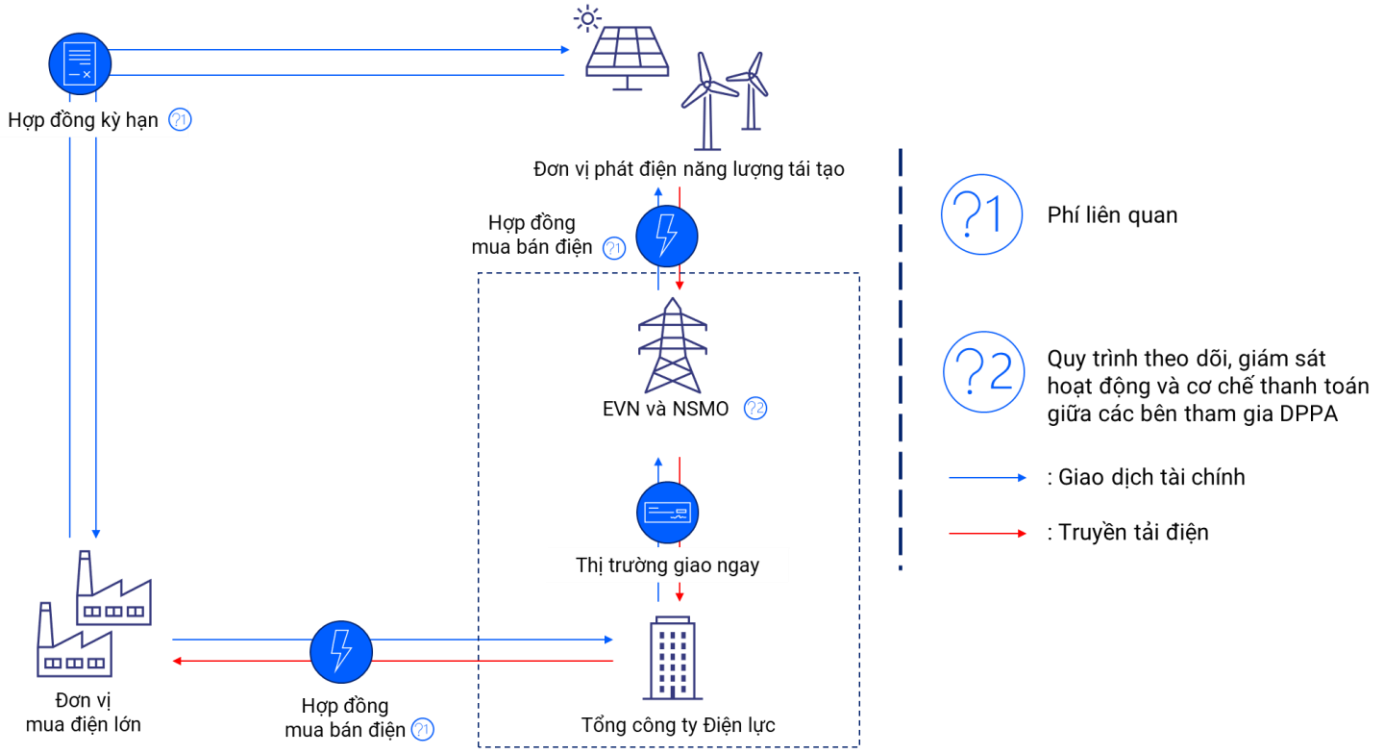 Hợp đồng kỳ hạn ?1
Đơn vị phát điện năng lượng tái tạo
Hợp đồng
mua bán điện ?1
EVN và NSMO ?2
Thị trường giao ngay
Tổng công ty Điện lực
Đơn vị
mua điện lớn
Hợp đồng
mua bán điện ?1
?1 Phí liên quan
?2 Quy trình theo dõi, giám sát
hoạt động và cơ chế thanh toán
giữa các bên tham gia DPPA
: Giao dịch tài chính
: Truyền tải điện